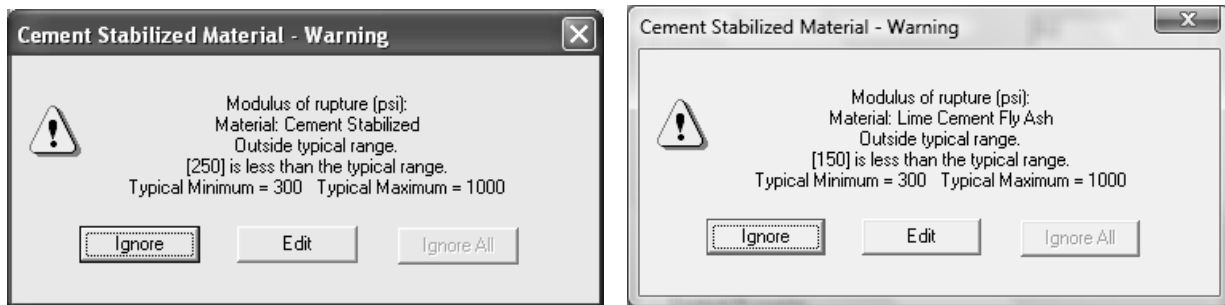 Cement Stabilized Material - Warning
Modulus of rupture (psi):
Material: Cement Stabilized
Outside typical range.
[250] is less than the typical range.
Typical Minimum = 300   Typical Maximum = 1000
Ignore   Edit   Ignore All
Cement Stabilized Material - Warning
Modulus of rupture (psi):
Material: Lime Cement Fly Ash
Outside typical range.
[150] is less than the typical range.
Typical Minimum = 300   Typical Maximum = 1000
Ignore   Edit   Ignore All